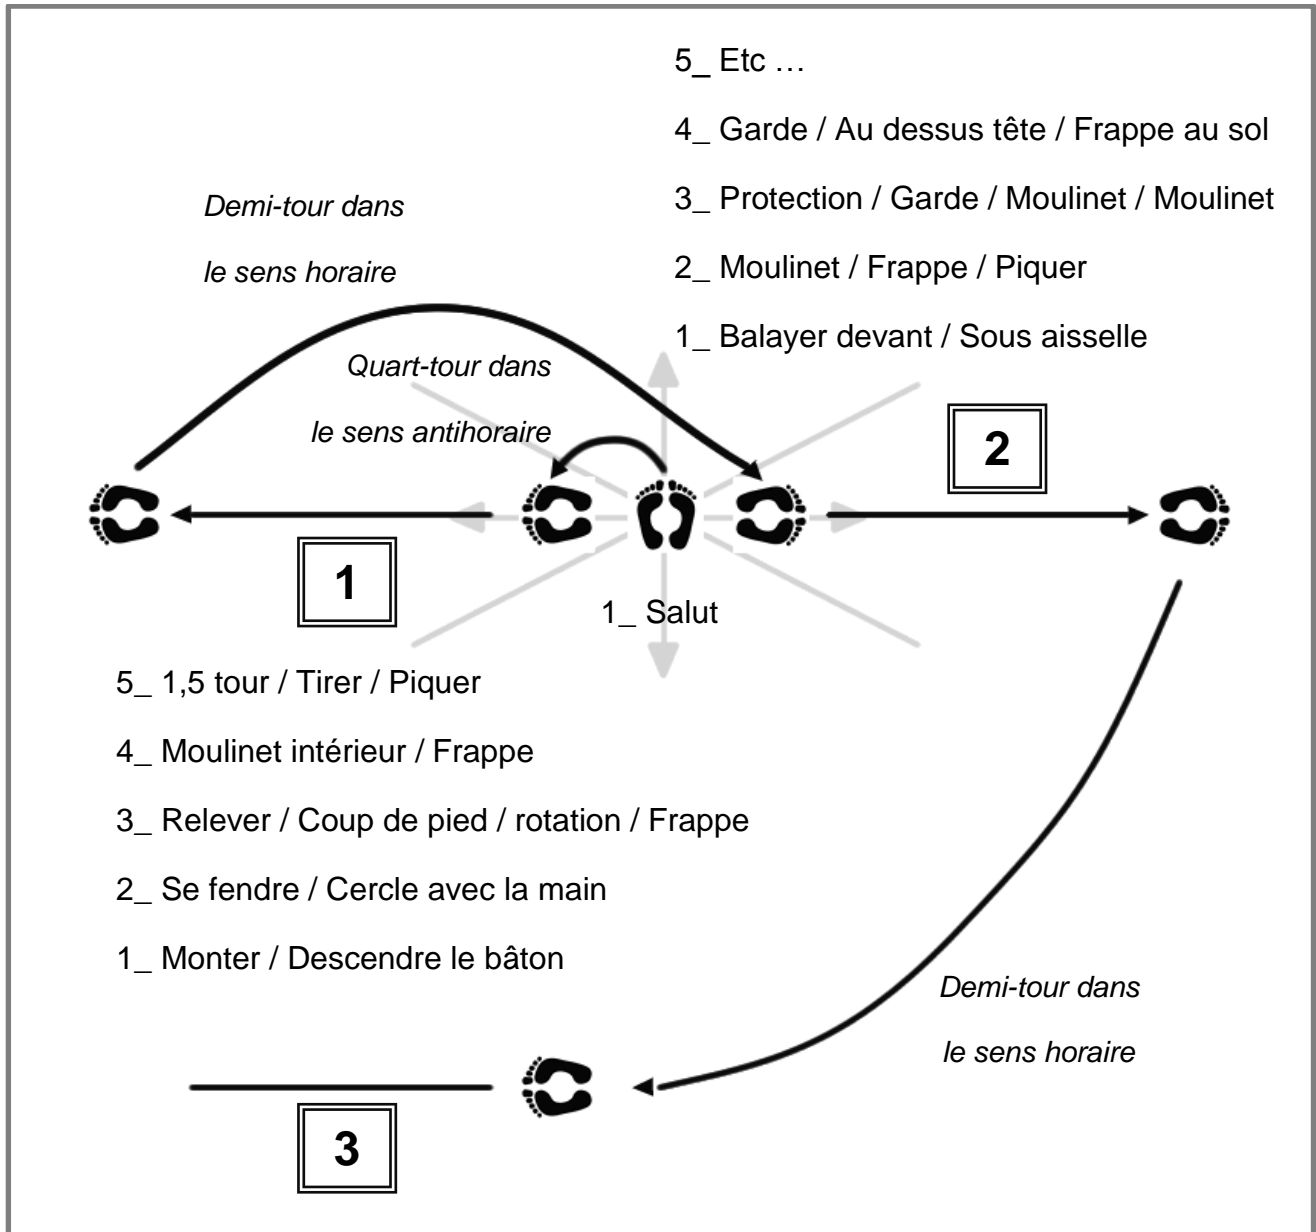 5_ Etc …
4_ Garde / Au dessus tête / Frappe au sol
3_ Protection / Garde / Moulinet / Moulinet
2_ Moulinet / Frappe / Piquer
1_ Balayer devant / Sous aisselle
Demi-tour dans
le sens horaire
Quart-tour dans
le sens antihoraire
2
1
1_ Salut
5_ 1,5 tour / Tirer / Piquer
4_ Moulinet intérieur / Frappe
3_ Relever / Coup de pied / rotation / Frappe
2_ Se fendre / Cercle avec la main
1_ Monter / Descendre le bâton
Demi-tour dans
le sens horaire
3